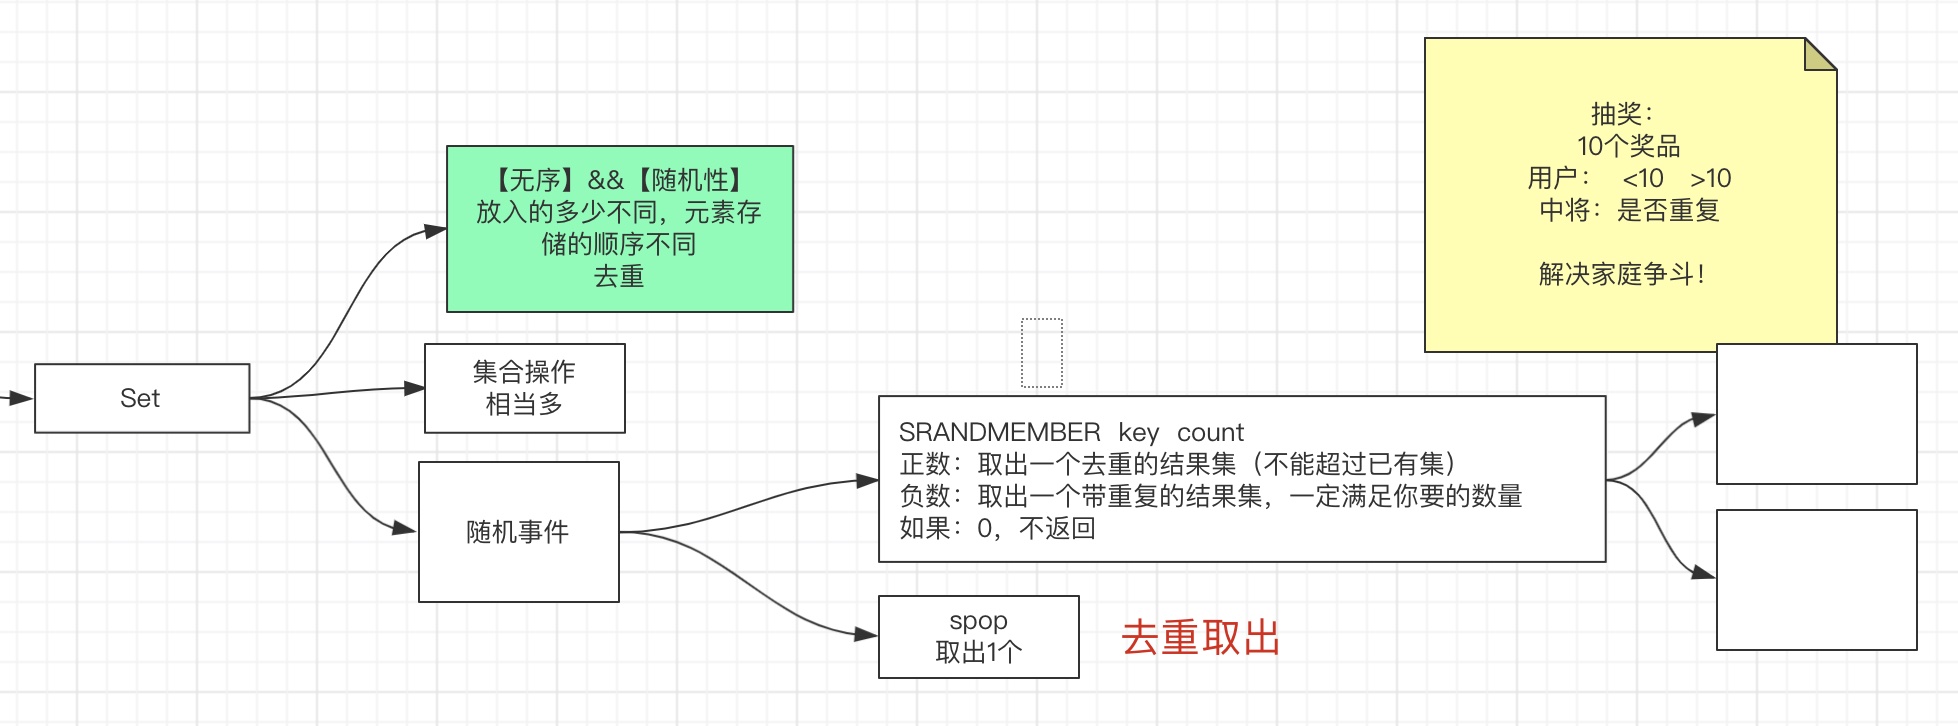 抽奖：
10个奖品
用户： <10 >10
中将：是否重复
解决家庭争斗！
【无序】&&【随机性】
放入的多少不同，元素存
储的顺序不同
去重
Set
集合操作
相当多
随机事件
SRANDMEMBER key count
正数：取出一个去重的结果集（不能超过已有集）
负数：取出一个带重复的结果集，一定满足你要的数量
如果：0，不返回
spop
取出1个
去重取出